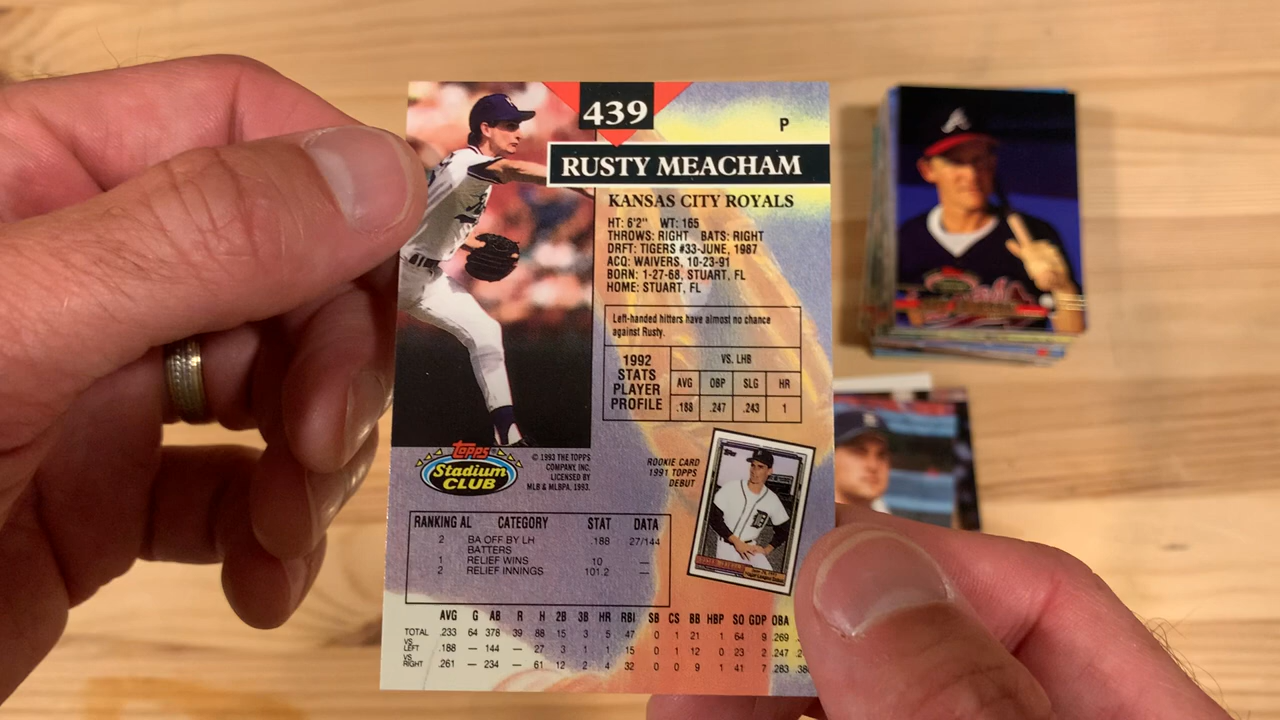 439
P
RUSTY MEACHAM
KANSAS CITY ROYALS
HT: 6'2" WT: 165
THROWS: RIGHT BATS: RIGHT
DRFT: TIGERS #33-JUNE, 1987
ACQ: WAIVERS, 10-23-91
BORN: 1-27-68, STUART, FL
HOME: STUART, FL
Left-handed hitters have almost no chance
against Rusty.
1992
STATS
PLAYER
PROFILE
VS. LHB
AVG OBP SLG HR
.188 .247 .243 1
TOPPS
Stadium
CLUB
© 1993 THE TOPPS
COMPANY, INC.
LICENSED BY
MLB & MLBPA. 1993.
ROOKIE CARD
1991 TOPPS
DEBUT
RANKING AL CATEGORY STAT DATA
2 BA OFF BY LH .188 27/144
BATTERS
1 RELIEF WINS 10 —
2 RELIEF INNINGS 101.2 —
AVG G AB R H 2B 3B HR RBI SB CS BB HBP SO GDP OBA
TOTAL .233 64 378 39 88 15 3 5 47 0 1 21 1 64 9 .269
VS LEFT .188 — 144 — 27 3 1 1 15 0 1 12 0 23 2 .247
VS RIGHT .261 — 234 — 61 12 2 4 32 0 0 9 1 41 7 .283